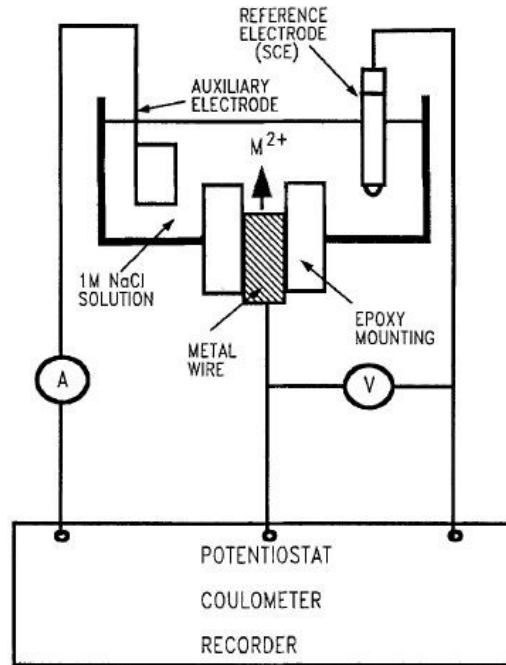 REFERENCE
ELECTRODE
(SCE)
AUXILIARY
ELECTRODE
M2+
1M NaCl
SOLUTION
METAL
WIRE
EPOXY
MOUNTING
A
V
POTENTIOSTAT
COULOMETER
RECORDER